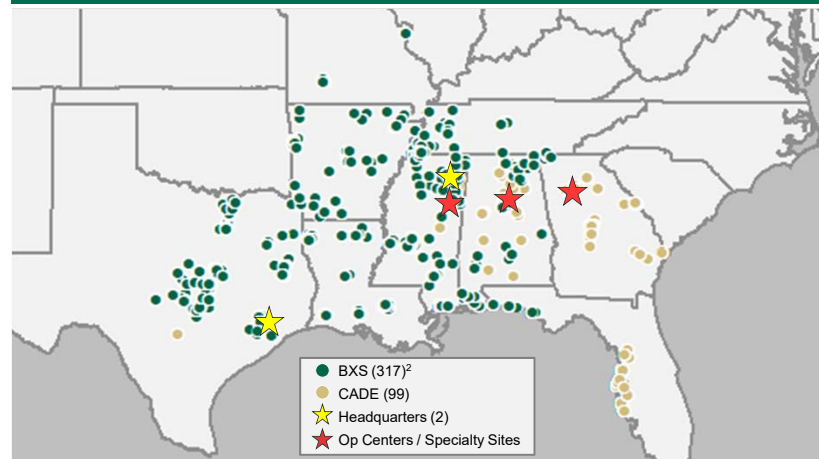 BXS (317)²
CADE (99)
Headquarters (2)
Op Centers / Specialty Sites